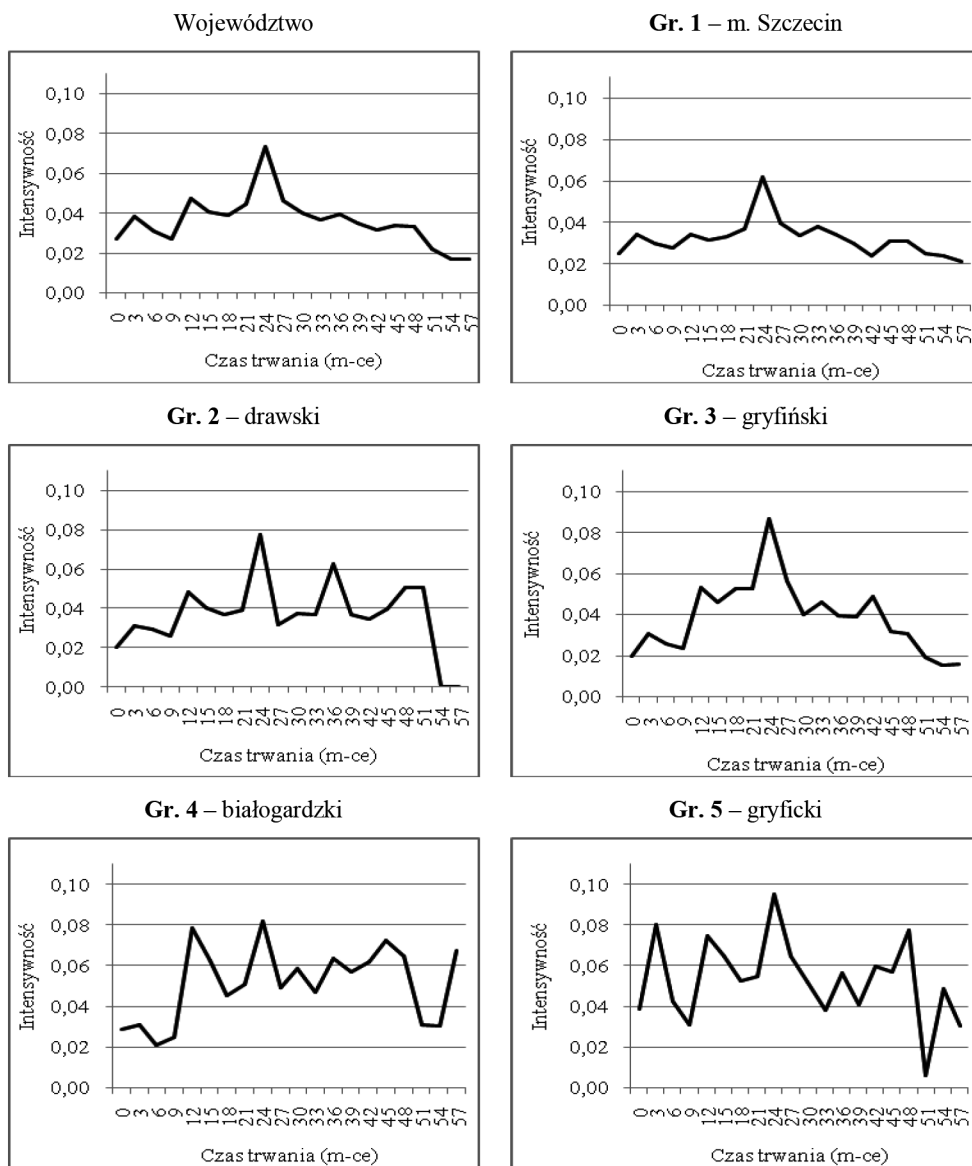 Województwo
Intensywność
0,10
0,08
0,06
0,04
0,02
0,00
0 3 6 9 12 15 18 21 24 27 30 33 36 39 42 45 48 51 54 57
Czas trwania (m-ce)
Gr. 1 – m. Szczecin
Intensywność
0,10
0,08
0,06
0,04
0,02
0,00
0 3 6 9 12 15 18 21 24 27 30 33 36 39 42 45 48 51 54 57
Czas trwania (m-ce)
Gr. 2 – drawski
Intensywność
0,10
0,08
0,06
0,04
0,02
0,00
0 3 6 9 12 15 18 21 24 27 30 33 36 39 42 45 48 51 54 57
Czas trwania (m-ce)
Gr. 3 – gryfiński
Intensywność
0,10
0,08
0,06
0,04
0,02
0,00
0 3 6 9 12 15 18 21 24 27 30 33 36 39 42 45 48 51 54 57
Czas trwania (m-ce)
Gr. 4 – białogardzki
Intensywność
0,10
0,08
0,06
0,04
0,02
0,00
0 3 6 9 12 15 18 21 24 27 30 33 36 39 42 45 48 51 54 57
Czas trwania (m-ce)
Gr. 5 – gryficki
Intensywność
0,10
0,08
0,06
0,04
0,02
0,00
0 3 6 9 12 15 18 21 24 27 30 33 36 39 42 45 48 51 54 57
Czas trwania (m-ce)